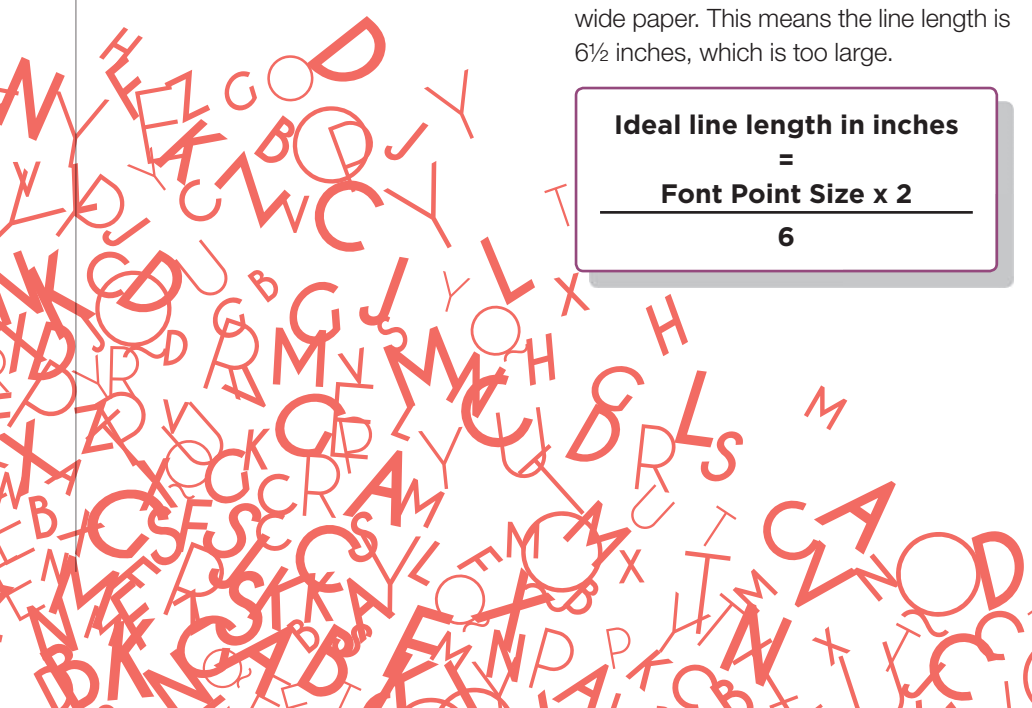 wide paper. This means the line length is
6½ inches, which is too large.
Ideal line length in inches
=
Font Point Size x 2
6